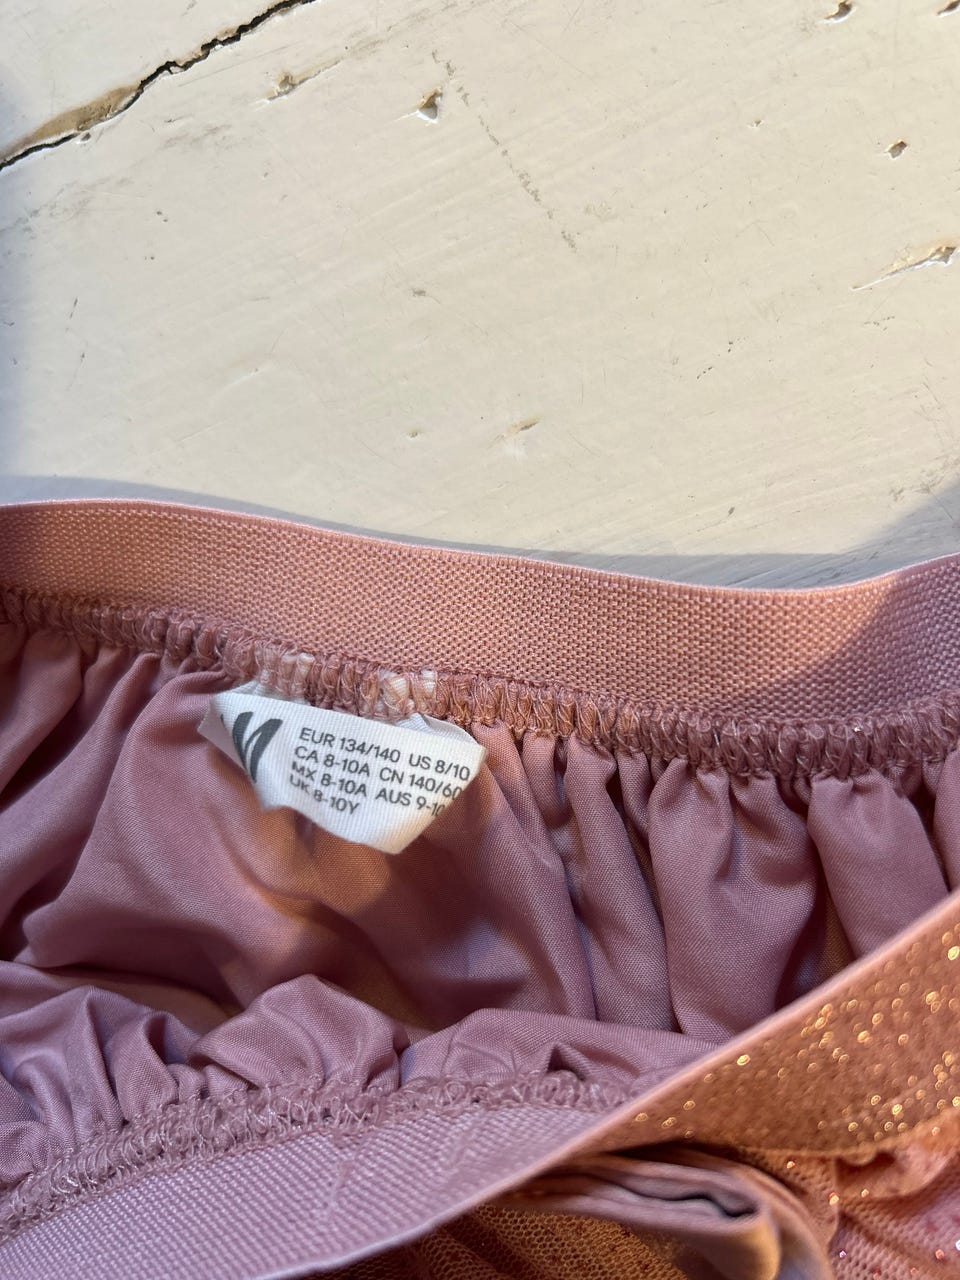 EUR 134/140 US 8/10
CA 8-10A CN 140/60
MX 8-10A AUS 9-10
UK 8-10Y